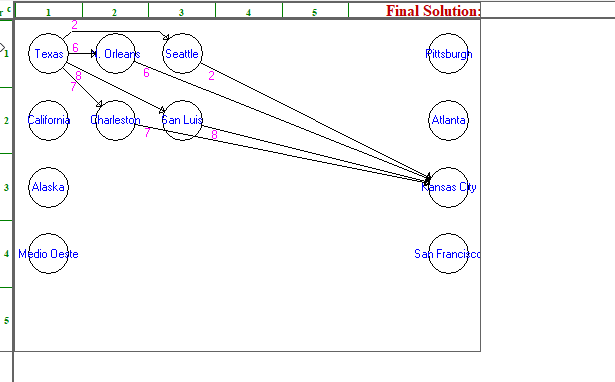 r c 1 2 3 4 5 Final Solution:
2
1 Texas 6 . Orleans Seattle Pittsburgh
8 6 2
7
2 California Charleston San Luis Atlanta
7 8
3 Alaska Kansas City
4 Medio Oeste San Francisco
5